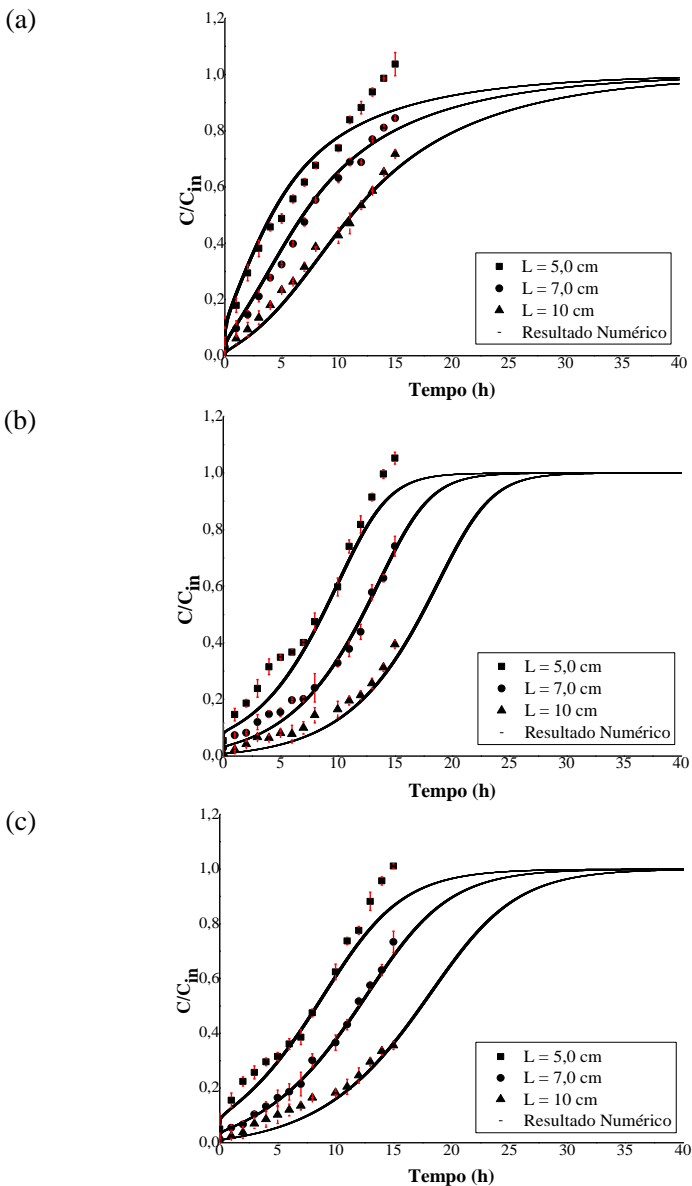 (a)
1,2
1,0
0,8
0,6
0,4
0,2
0,0
C/C_in
0 5 10 15 20 25 30 35 40
Tempo (h)
L = 5,0 cm
L = 7,0 cm
L = 10 cm
- Resultado Numérico
(b)
1,2
1,0
0,8
0,6
0,4
0,2
0,0
C/C_in
0 5 10 15 20 25 30 35 40
Tempo (h)
L = 5,0 cm
L = 7,0 cm
L = 10 cm
- Resultado Numérico
(c)
1,2
1,0
0,8
0,6
0,4
0,2
0,0
C/C_in
0 5 10 15 20 25 30 35 40
Tempo (h)
L = 5,0 cm
L = 7,0 cm
L = 10 cm
- Resultado Numérico